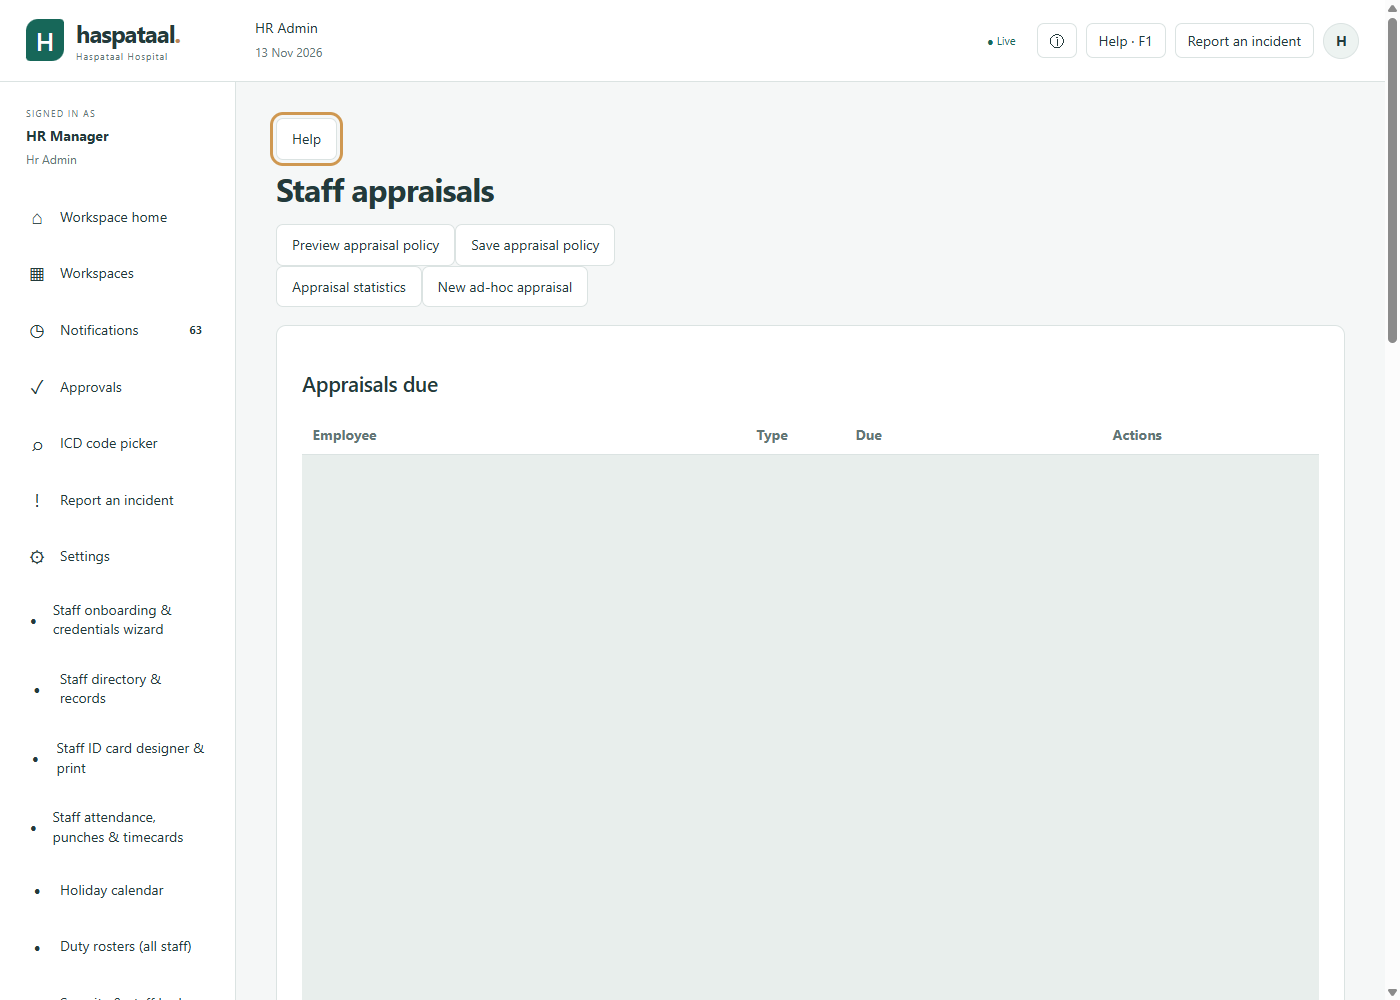 H
haspataal.
Haspataal Hospital
HR Admin
13 Nov 2026
Live
Help · F1
Report an incident
H
SIGNED IN AS
HR Manager
Hr Admin
Workspace home
Workspaces
Notifications 63
Approvals
ICD code picker
Report an incident
Settings
Staff onboarding &
credentials wizard
Staff directory &
records
Staff ID card designer &
print
Staff attendance,
punches & timecards
Holiday calendar
Duty rosters (all staff)
Help
Staff appraisals
Preview appraisal policy
Save appraisal policy
Appraisal statistics
New ad-hoc appraisal
Appraisals due
Employee Type Due Actions